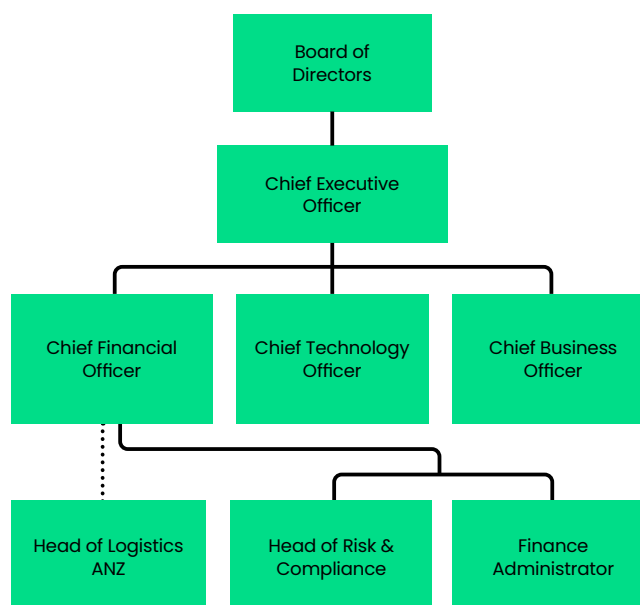 Board of
Directors
Chief Executive
Officer
Chief Financial
Officer
Chief Technology
Officer
Chief Business
Officer
Head of Logistics
ANZ
Head of Risk &
Compliance
Finance
Administrator